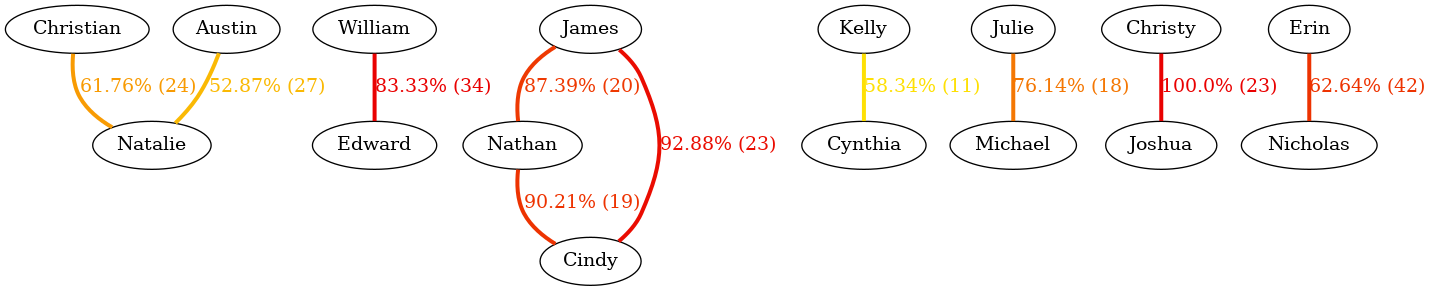 Christian
Austin
William
James
Kelly
Julie
Christy
Erin
61.76% (24)
52.87% (27)
83.33% (34)
87.39% (20)
58.34% (11)
76.14% (18)
100.0% (23)
62.64% (42)
Natalie
Edward
Nathan
92.88% (23)
Cynthia
Michael
Joshua
Nicholas
90.21% (19)
Cindy